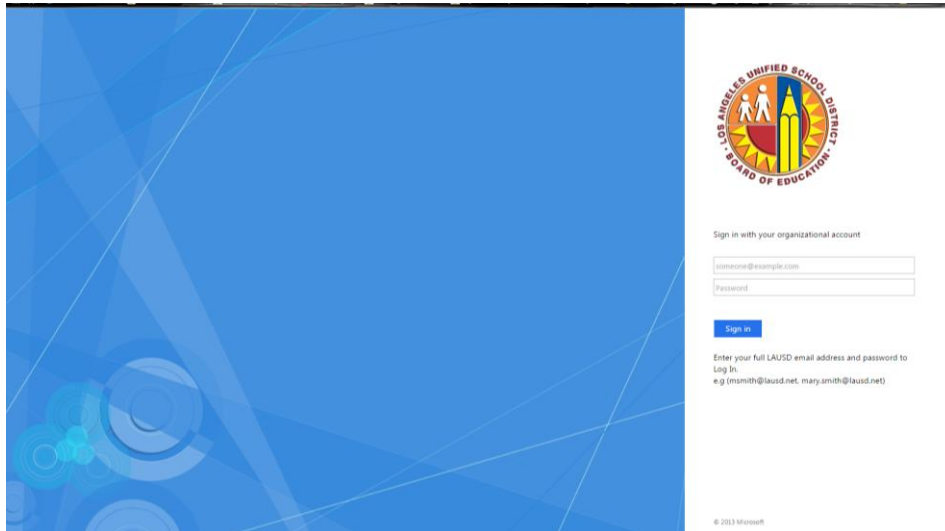 LOS ANGELES UNIFIED SCHOOL DISTRICT
BOARD OF EDUCATION
Sign in with your organizational account
someone@example.com
Password
Sign in
Enter your full LAUSD email address and password to
Log In.
e.g (msmith@lausd.net, mary.smith@lausd.net)
© 2013 Microsoft